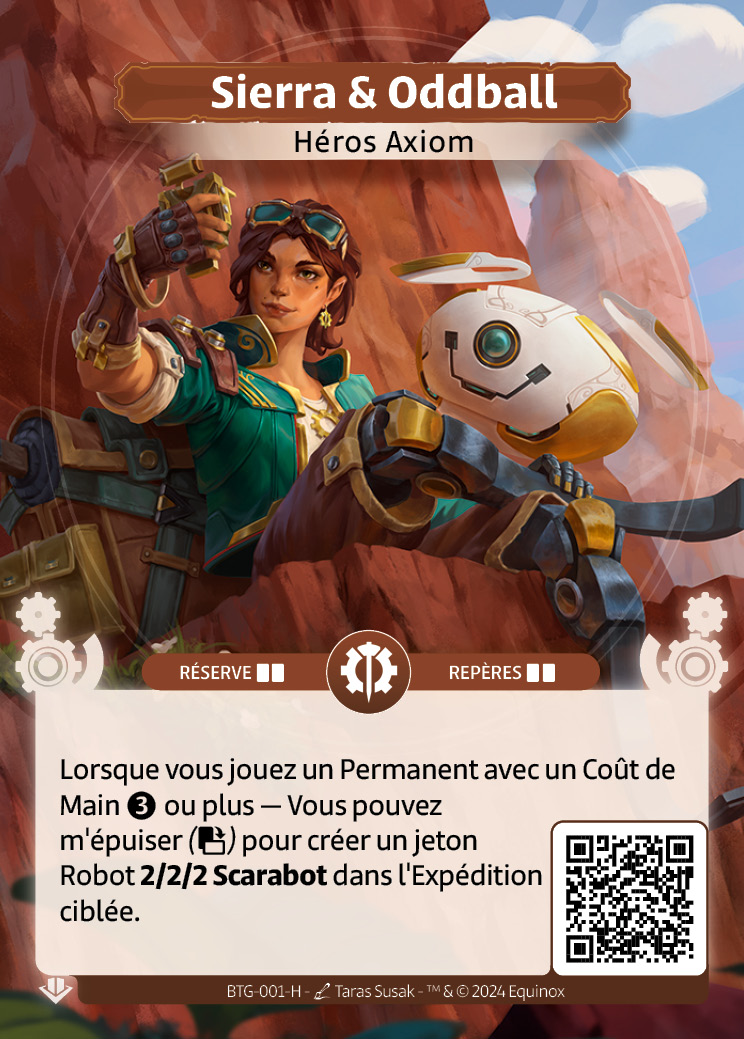 Sierra & Oddball
Héros Axiom
RÉSERVE
REPÈRES
Lorsque vous jouez un Permanent avec un Coût de
Main 3 ou plus — Vous pouvez
m'épuiser () pour créer un jeton
Robot 2/2/2 Scarabot dans l'Expédition
ciblée.
BTG-001-H - Taras Susak - ™ & © 2024 Equinox